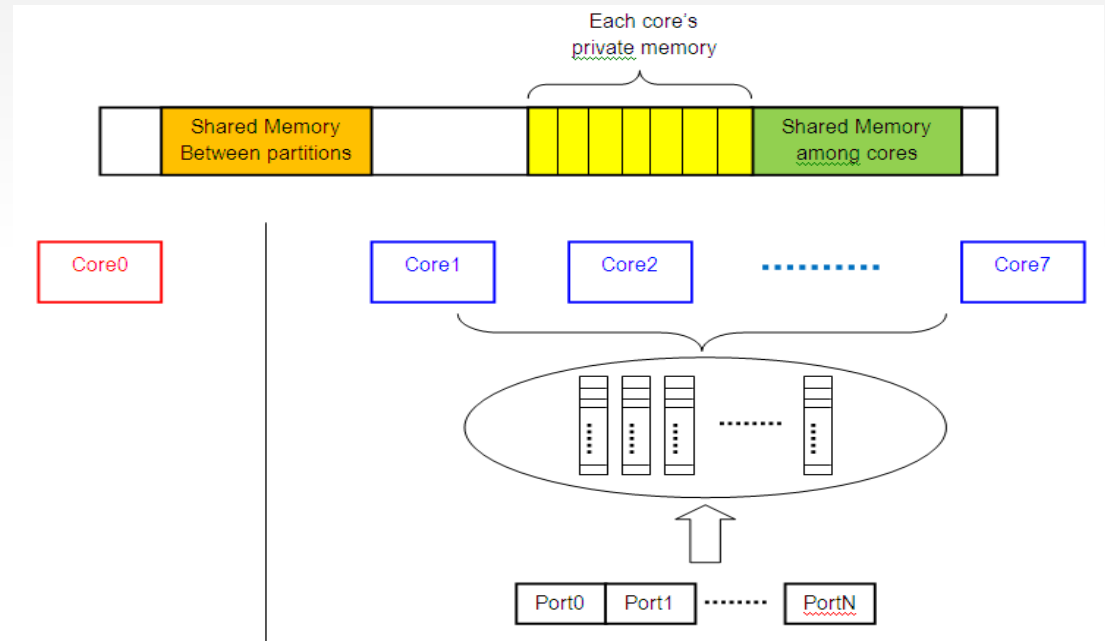 Each core's
private memory
Shared Memory
Between partitions
Shared Memory
among cores
Core0
Core1
Core2
Core7
Port0
Port1
PortN